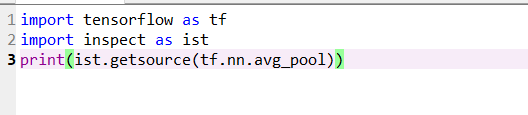 1 import tensorflow as tf
2 import inspect as ist
3 print(ist.getsource(tf.nn.avg_pool))